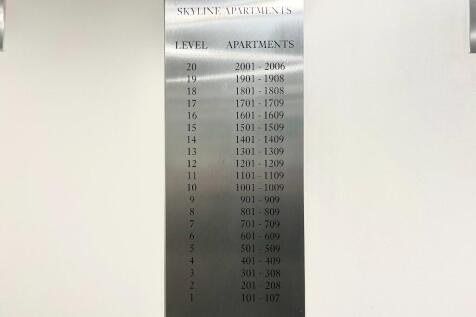 SKYLINE APARTMENTS
LEVEL APARTMENTS
20 2001 - 2006
19 1901 - 1908
18 1801 - 1808
17 1701 - 1709
16 1601 - 1609
15 1501 - 1509
14 1401 - 1409
13 1301 - 1309
12 1201 - 1209
11 1101 - 1109
10 1001 - 1009
9 901 - 909
8 801 - 809
7 701 - 709
6 601 - 609
5 501 - 509
4 401 - 409
3 301 - 308
2 201 - 208
1 101 - 107